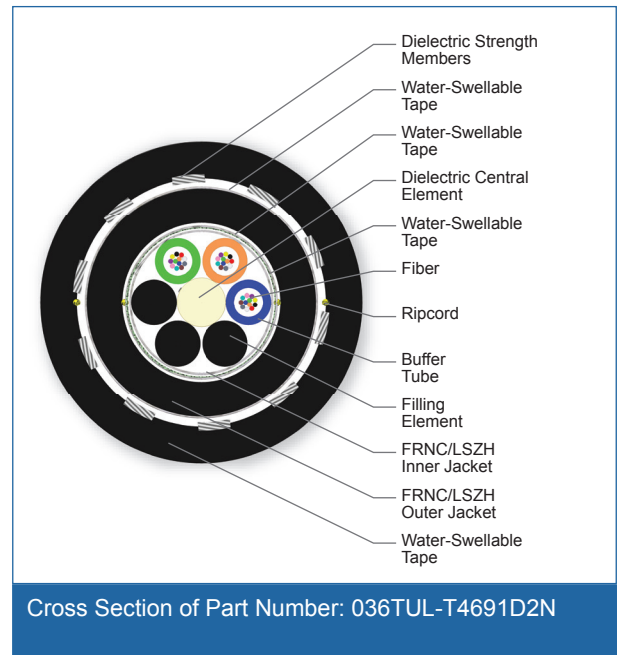 Dielectric Strength
Members
Water-Swellable
Tape
Water-Swellable
Tape
Dielectric Central
Element
Water-Swellable
Tape
Fiber
Ripcord
Buffer
Tube
Filling
Element
FRNC/LSZH
Inner Jacket
FRNC/LSZH
Outer Jacket
Water-Swellable
Tape
Cross Section of Part Number: 036TUL-T4691D2N